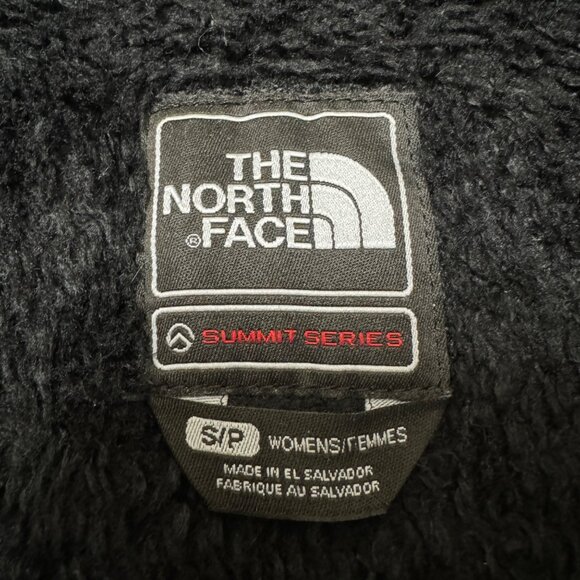 THE
NORTH
® FACE
SUMMIT SERIES
S/P WOMENS/FEMMES
MADE IN EL SALVADOR
FABRIQUE AU SALVADOR